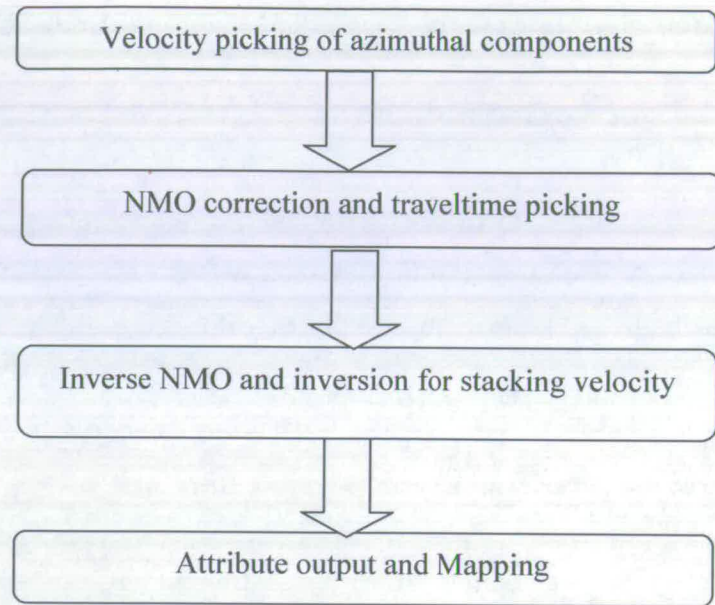 Velocity picking of azimuthal components
NMO correction and traveltime picking
Inverse NMO and inversion for stacking velocity
Attribute output and Mapping